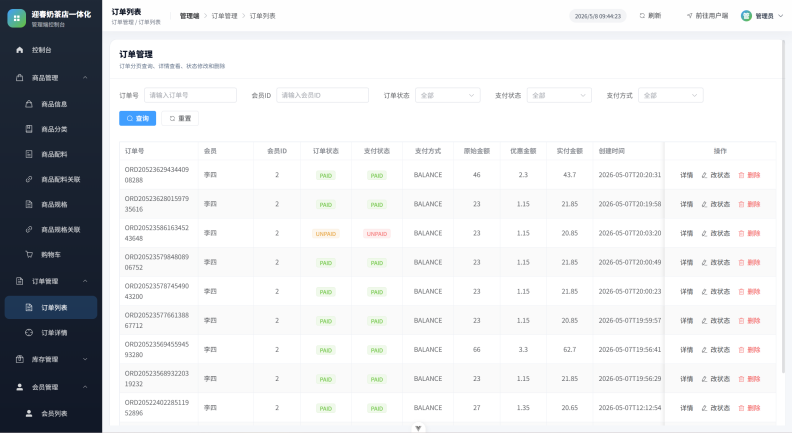 迎春奶茶店一体化
管理端控制台
控制台
商品管理
商品信息
商品分类
商品配料
商品配料关联
商品规格
商品规格关联
购物车
订单管理
订单列表
订单详情
库存管理
会员管理
会员列表
订单列表
订单管理 / 订单列表
管理端 > 订单管理 > 订单列表
2026/5/8 09:44:23
刷新
前往用户端
管 管理员
订单管理
订单分页查询、详情查看、状态修改和删除
订单号 请输入订单号 会员ID 请输入会员ID 订单状态 全部 支付状态 全部 支付方式 全部
查询 重置
订单号 会员 会员ID 订单状态 支付状态 支付方式 原始金额 优惠金额 实付金额 创建时间 操作
ORD20523629434409
08288 李四 2 PAID PAID BALANCE 46 2.3 43.7 2026-05-07T20:20:31 详情 改状态 删除
ORD20523628015979
35616 李四 2 PAID PAID BALANCE 23 1.15 21.85 2026-05-07T20:19:58 详情 改状态 删除
ORD20523586163452
43648 李四 2 UNPAID UNPAID BALANCE 23 1.15 20.85 2026-05-07T20:03:20 详情 改状态 删除
ORD20523579848089
06752 李四 2 PAID PAID BALANCE 23 1.15 21.85 2026-05-07T20:00:49 详情 改状态 删除
ORD20523578745490
43200 李四 2 PAID PAID BALANCE 23 1.15 21.85 2026-05-07T20:00:23 详情 改状态 删除
ORD20523577661388
67712 李四 2 PAID PAID BALANCE 23 1.15 20.85 2026-05-07T19:59:57 详情 改状态 删除
ORD20523569455945
93280 李四 2 PAID PAID BALANCE 66 3.3 62.7 2026-05-07T19:56:41 详情 改状态 删除
ORD20523568932203
19232 李四 2 PAID PAID BALANCE 23 1.15 21.85 2026-05-07T19:56:29 详情 改状态 删除
ORD20522402285119
52896 李四 2 PAID PAID BALANCE 27 1.35 20.65 2026-05-07T12:12:54 详情 改状态 删除